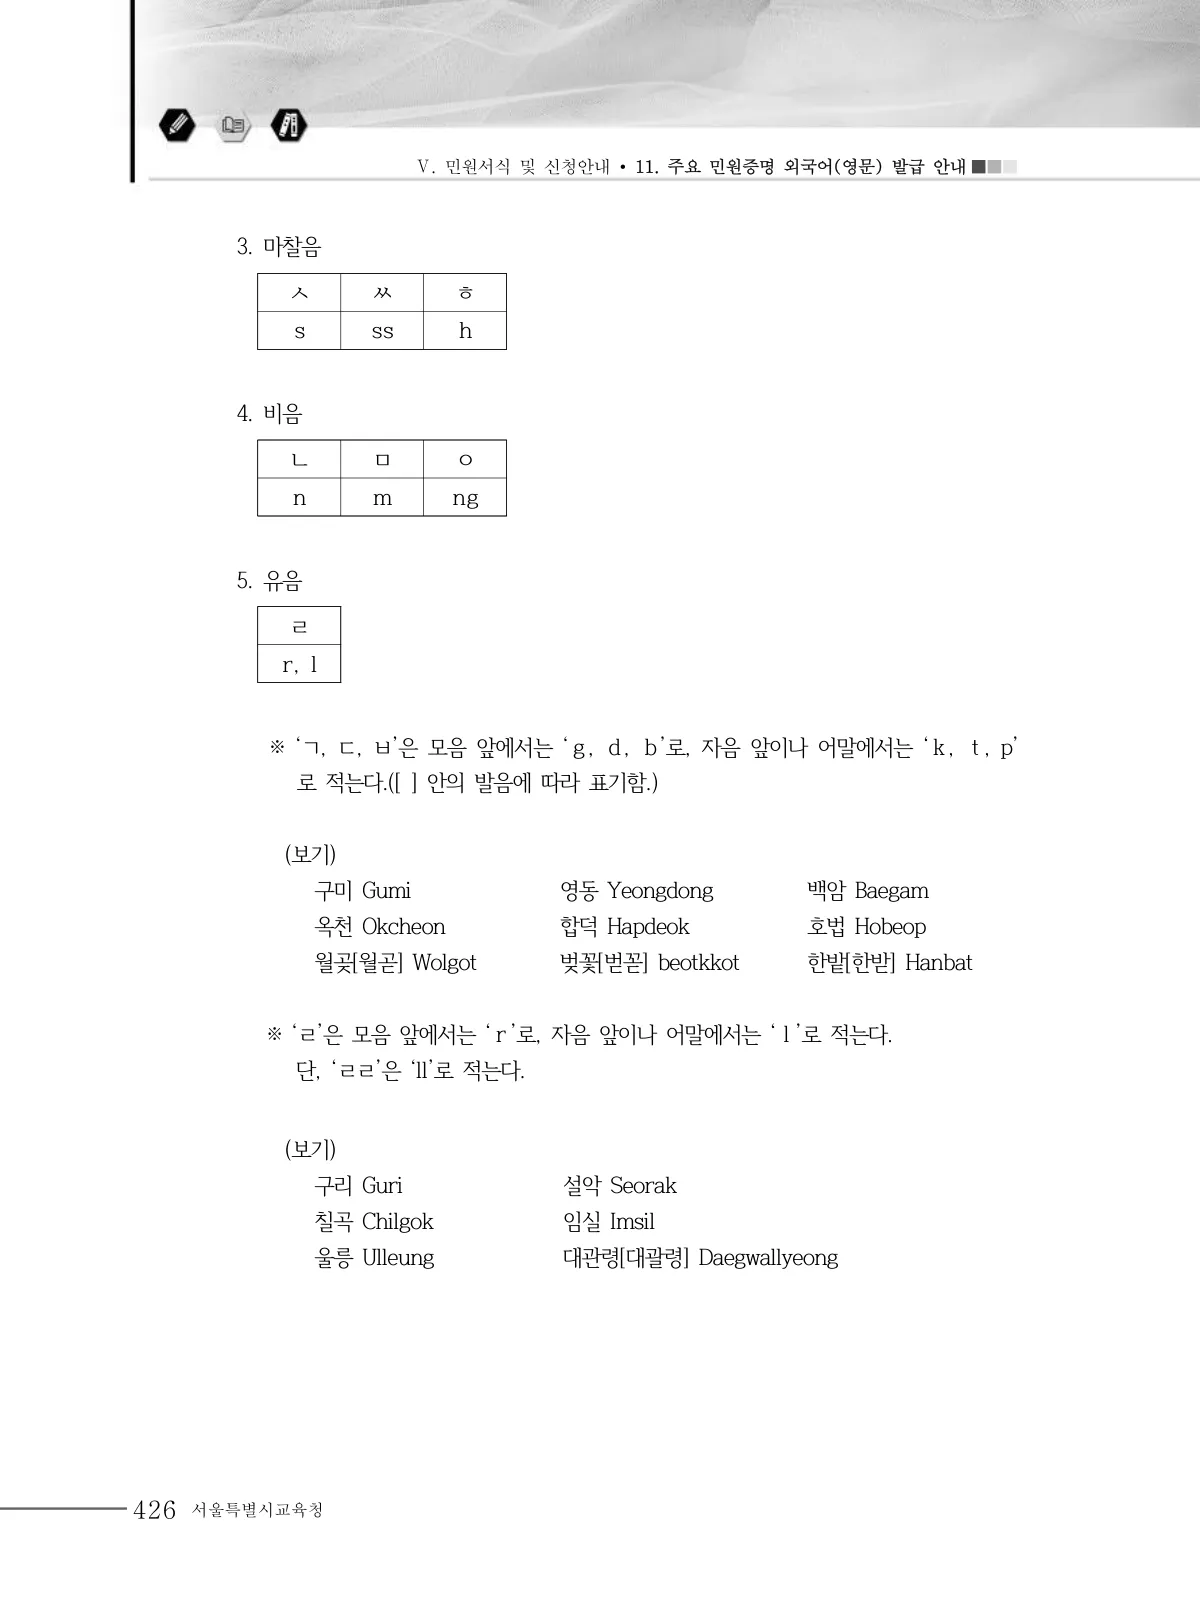 Ⅴ. 민원서식 및 신청안내 • 11. 주요 민원증명 외국어(영문) 발급 안내
3. 마찰음
ㅅ ㅆ ㅎ
s ss h
4. 비음
ㄴ ㅁ ㅇ
n m ng
5. 유음
ㄹ
r, l
※ ‘ㄱ, ㄷ, ㅂ’은 모음 앞에서는 ‘g, d, b’로, 자음 앞이나 어말에서는 ‘k, t, p’
로 적는다.([ ] 안의 발음에 따라 표기함.)
(보기)
구미 Gumi 영동 Yeongdong 백암 Baegam
옥천 Okcheon 합덕 Hapdeok 호법 Hobeop
월곶[월곧] Wolgot 벚꽃[벋꼳] beotkkot 한밭[한받] Hanbat
※ ‘ㄹ’은 모음 앞에서는 ‘r’로, 자음 앞이나 어말에서는 ‘l’로 적는다.
단, ‘ㄹㄹ’은 ‘ll’로 적는다.
(보기)
구리 Guri 설악 Seorak
칠곡 Chilgok 임실 Imsil
울릉 Ulleung 대관령[대괄령] Daegwallyeong
426 서울특별시교육청